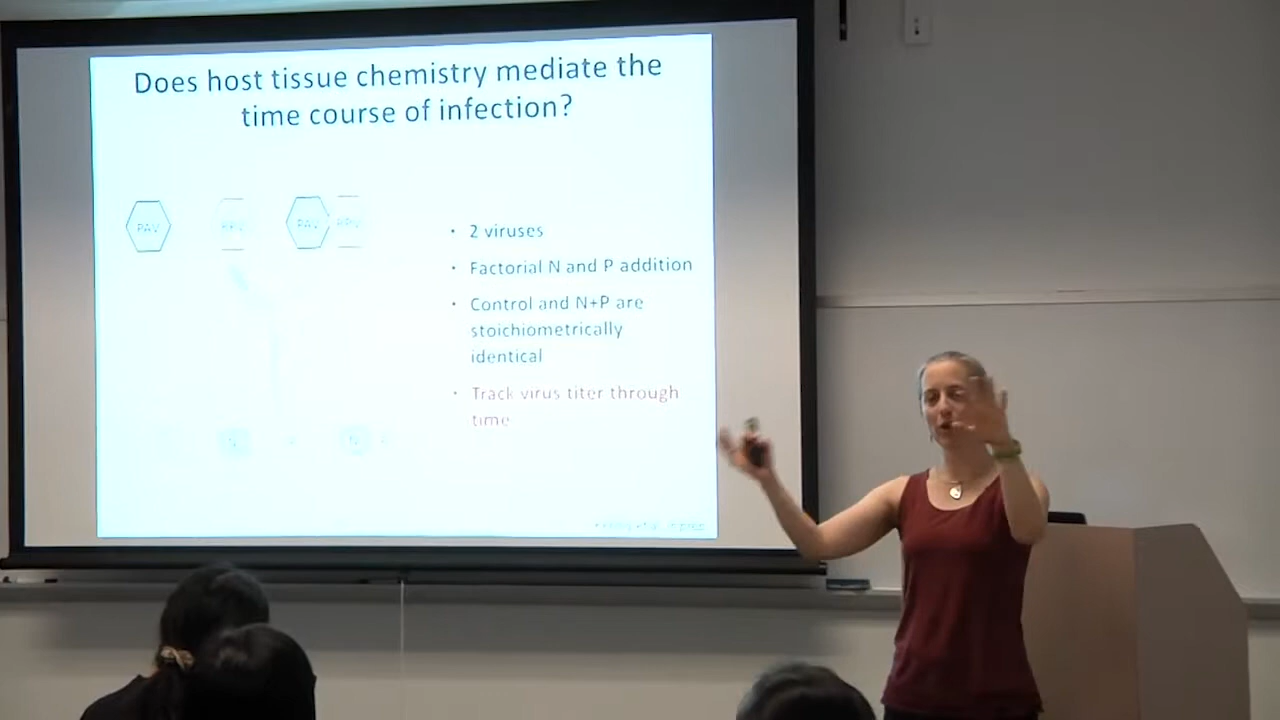 Does host tissue chemistry mediate the
time course of infection?
PAV RPV PAV RPV
• 2 viruses
• Factorial N and P addition
• Control and N+P are
stoichiometrically
identical
• Track virus titer through
time
N N